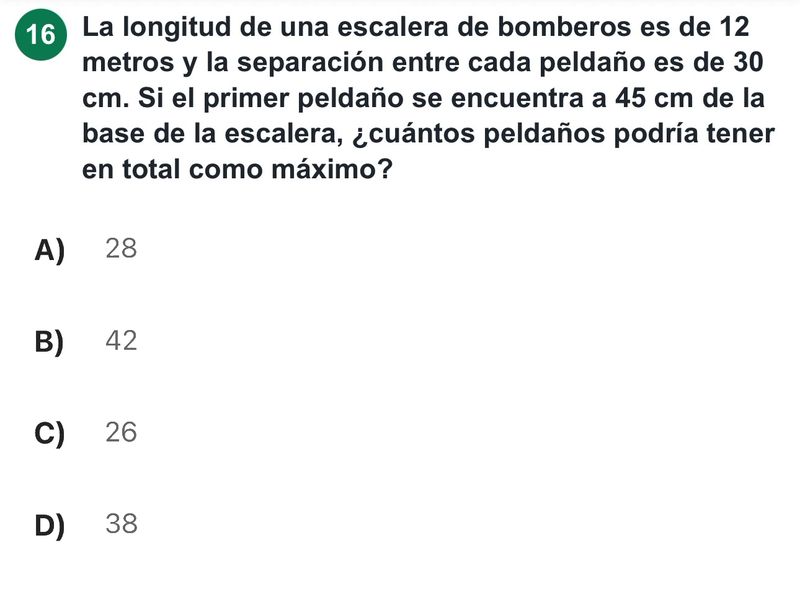 16 La longitud de una escalera de bomberos es de 12
metros y la separación entre cada peldaño es de 30
cm. Si el primer peldaño se encuentra a 45 cm de la
base de la escalera, ¿cuántos peldaños podría tener
en total como máximo?
A) 28
B) 42
C) 26
D) 38